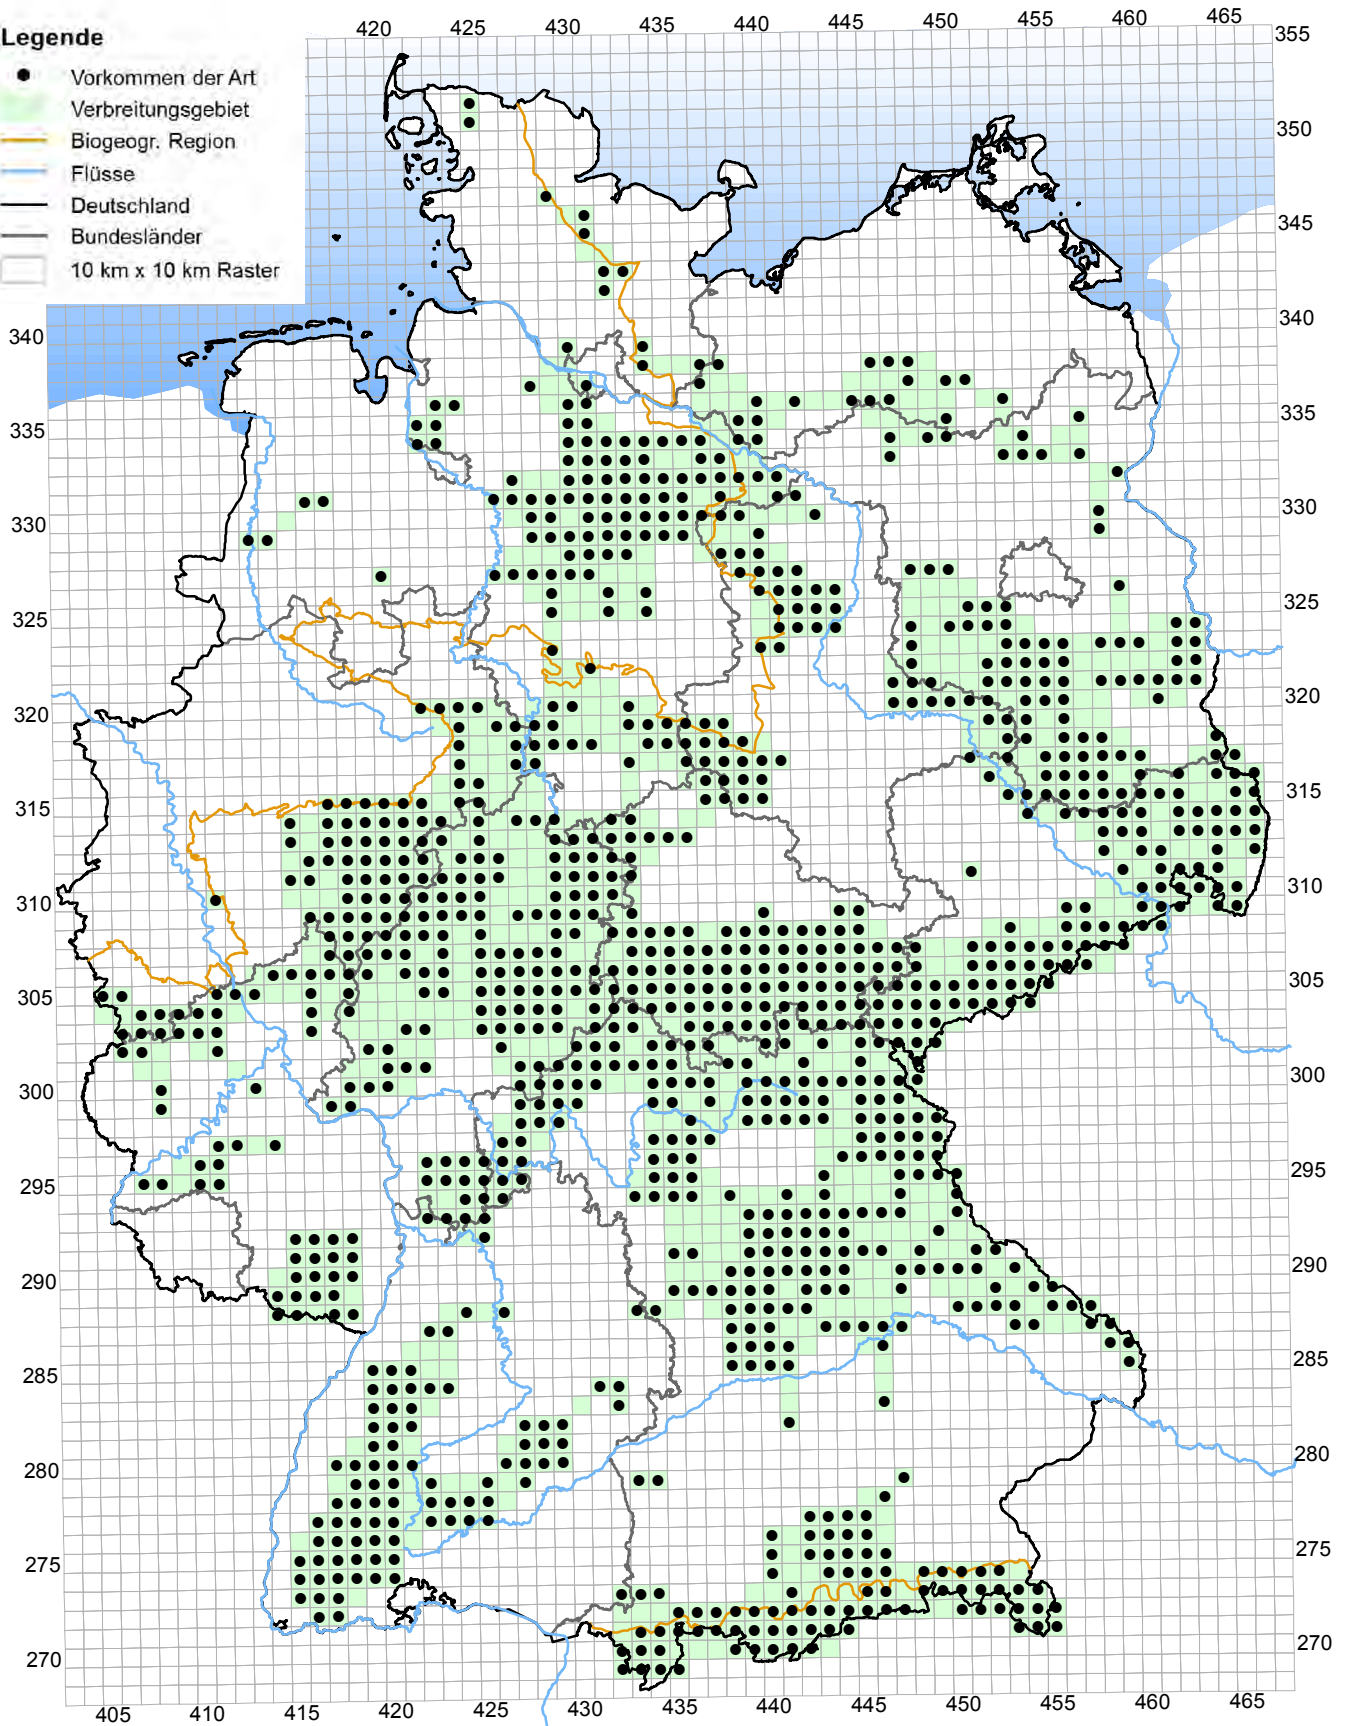 420 425 430 435 440 445 450 455 460 465
355
Legende
Vorkommen der Art
Verbreitungsgebiet
350
Biogeogr. Region
Flüsse
Deutschland
345
Bundesländer
10 km x 10 km Raster
340 340
335 335
330 330
325 325
320 320
315 315
310 310
305 305
300 300
295 295
290 290
285 285
280 280
275 275
270 270
405 410 415 420 425 430 435 440 445 450 455 460 465